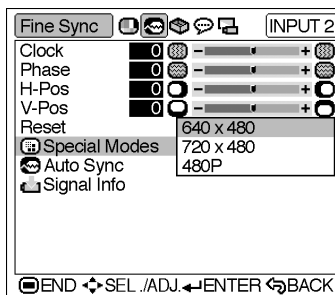 Fine Sync INPUT 2
Clock 0 - +
Phase 0 - +
H-Pos 0 - +
V-Pos 0 - +
Reset 640 x 480
Special Modes 720 x 480
Auto Sync 480P
Signal Info
END SEL./ADJ. ENTER BACK